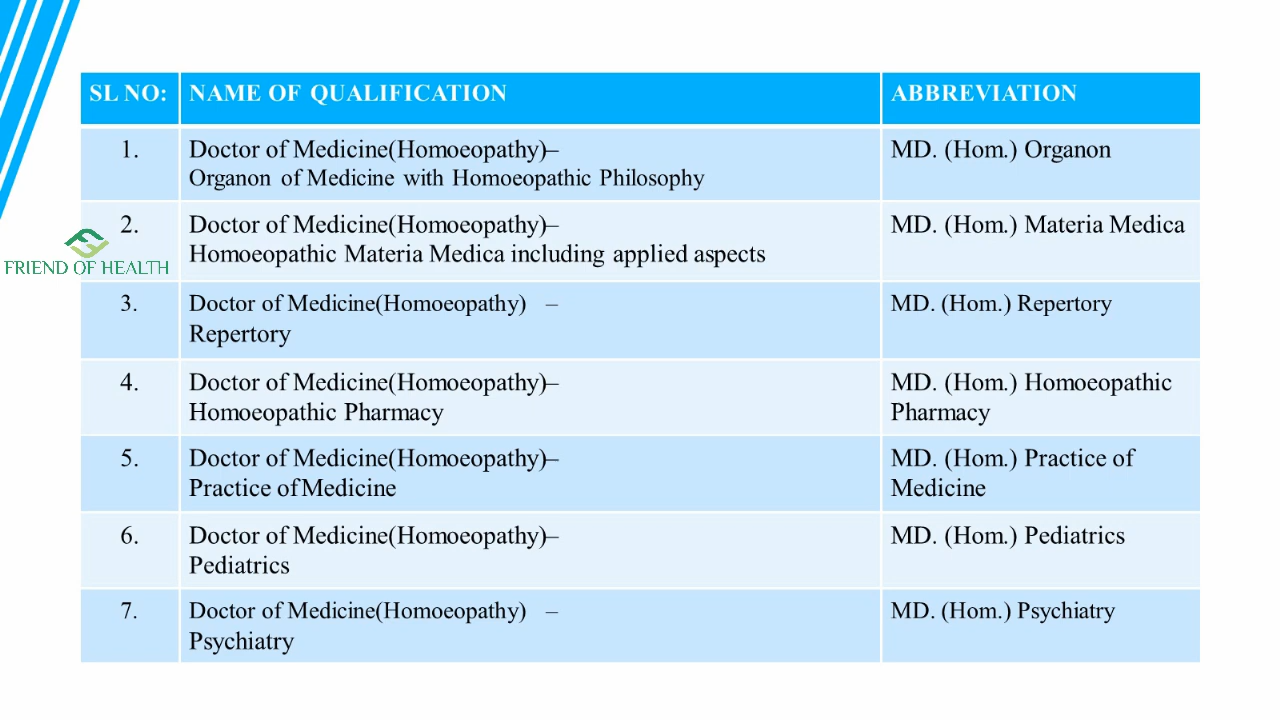 SL NO: NAME OF QUALIFICATION ABBREVIATION
1. Doctor of Medicine(Homoeopathy)– MD. (Hom.) Organon
Organon of Medicine with Homoeopathic Philosophy
2. Doctor of Medicine(Homoeopathy)– MD. (Hom.) Materia Medica
Homoeopathic Materia Medica including applied aspects
FRIEND OF HEALTH
3. Doctor of Medicine(Homoeopathy) – MD. (Hom.) Repertory
Repertory
4. Doctor of Medicine(Homoeopathy)– MD. (Hom.) Homoeopathic
Homoeopathic Pharmacy Pharmacy
5. Doctor of Medicine(Homoeopathy)– MD. (Hom.) Practice of
Practice of Medicine Medicine
6. Doctor of Medicine(Homoeopathy)– MD. (Hom.) Pediatrics
Pediatrics
7. Doctor of Medicine(Homoeopathy) – MD. (Hom.) Psychiatry
Psychiatry